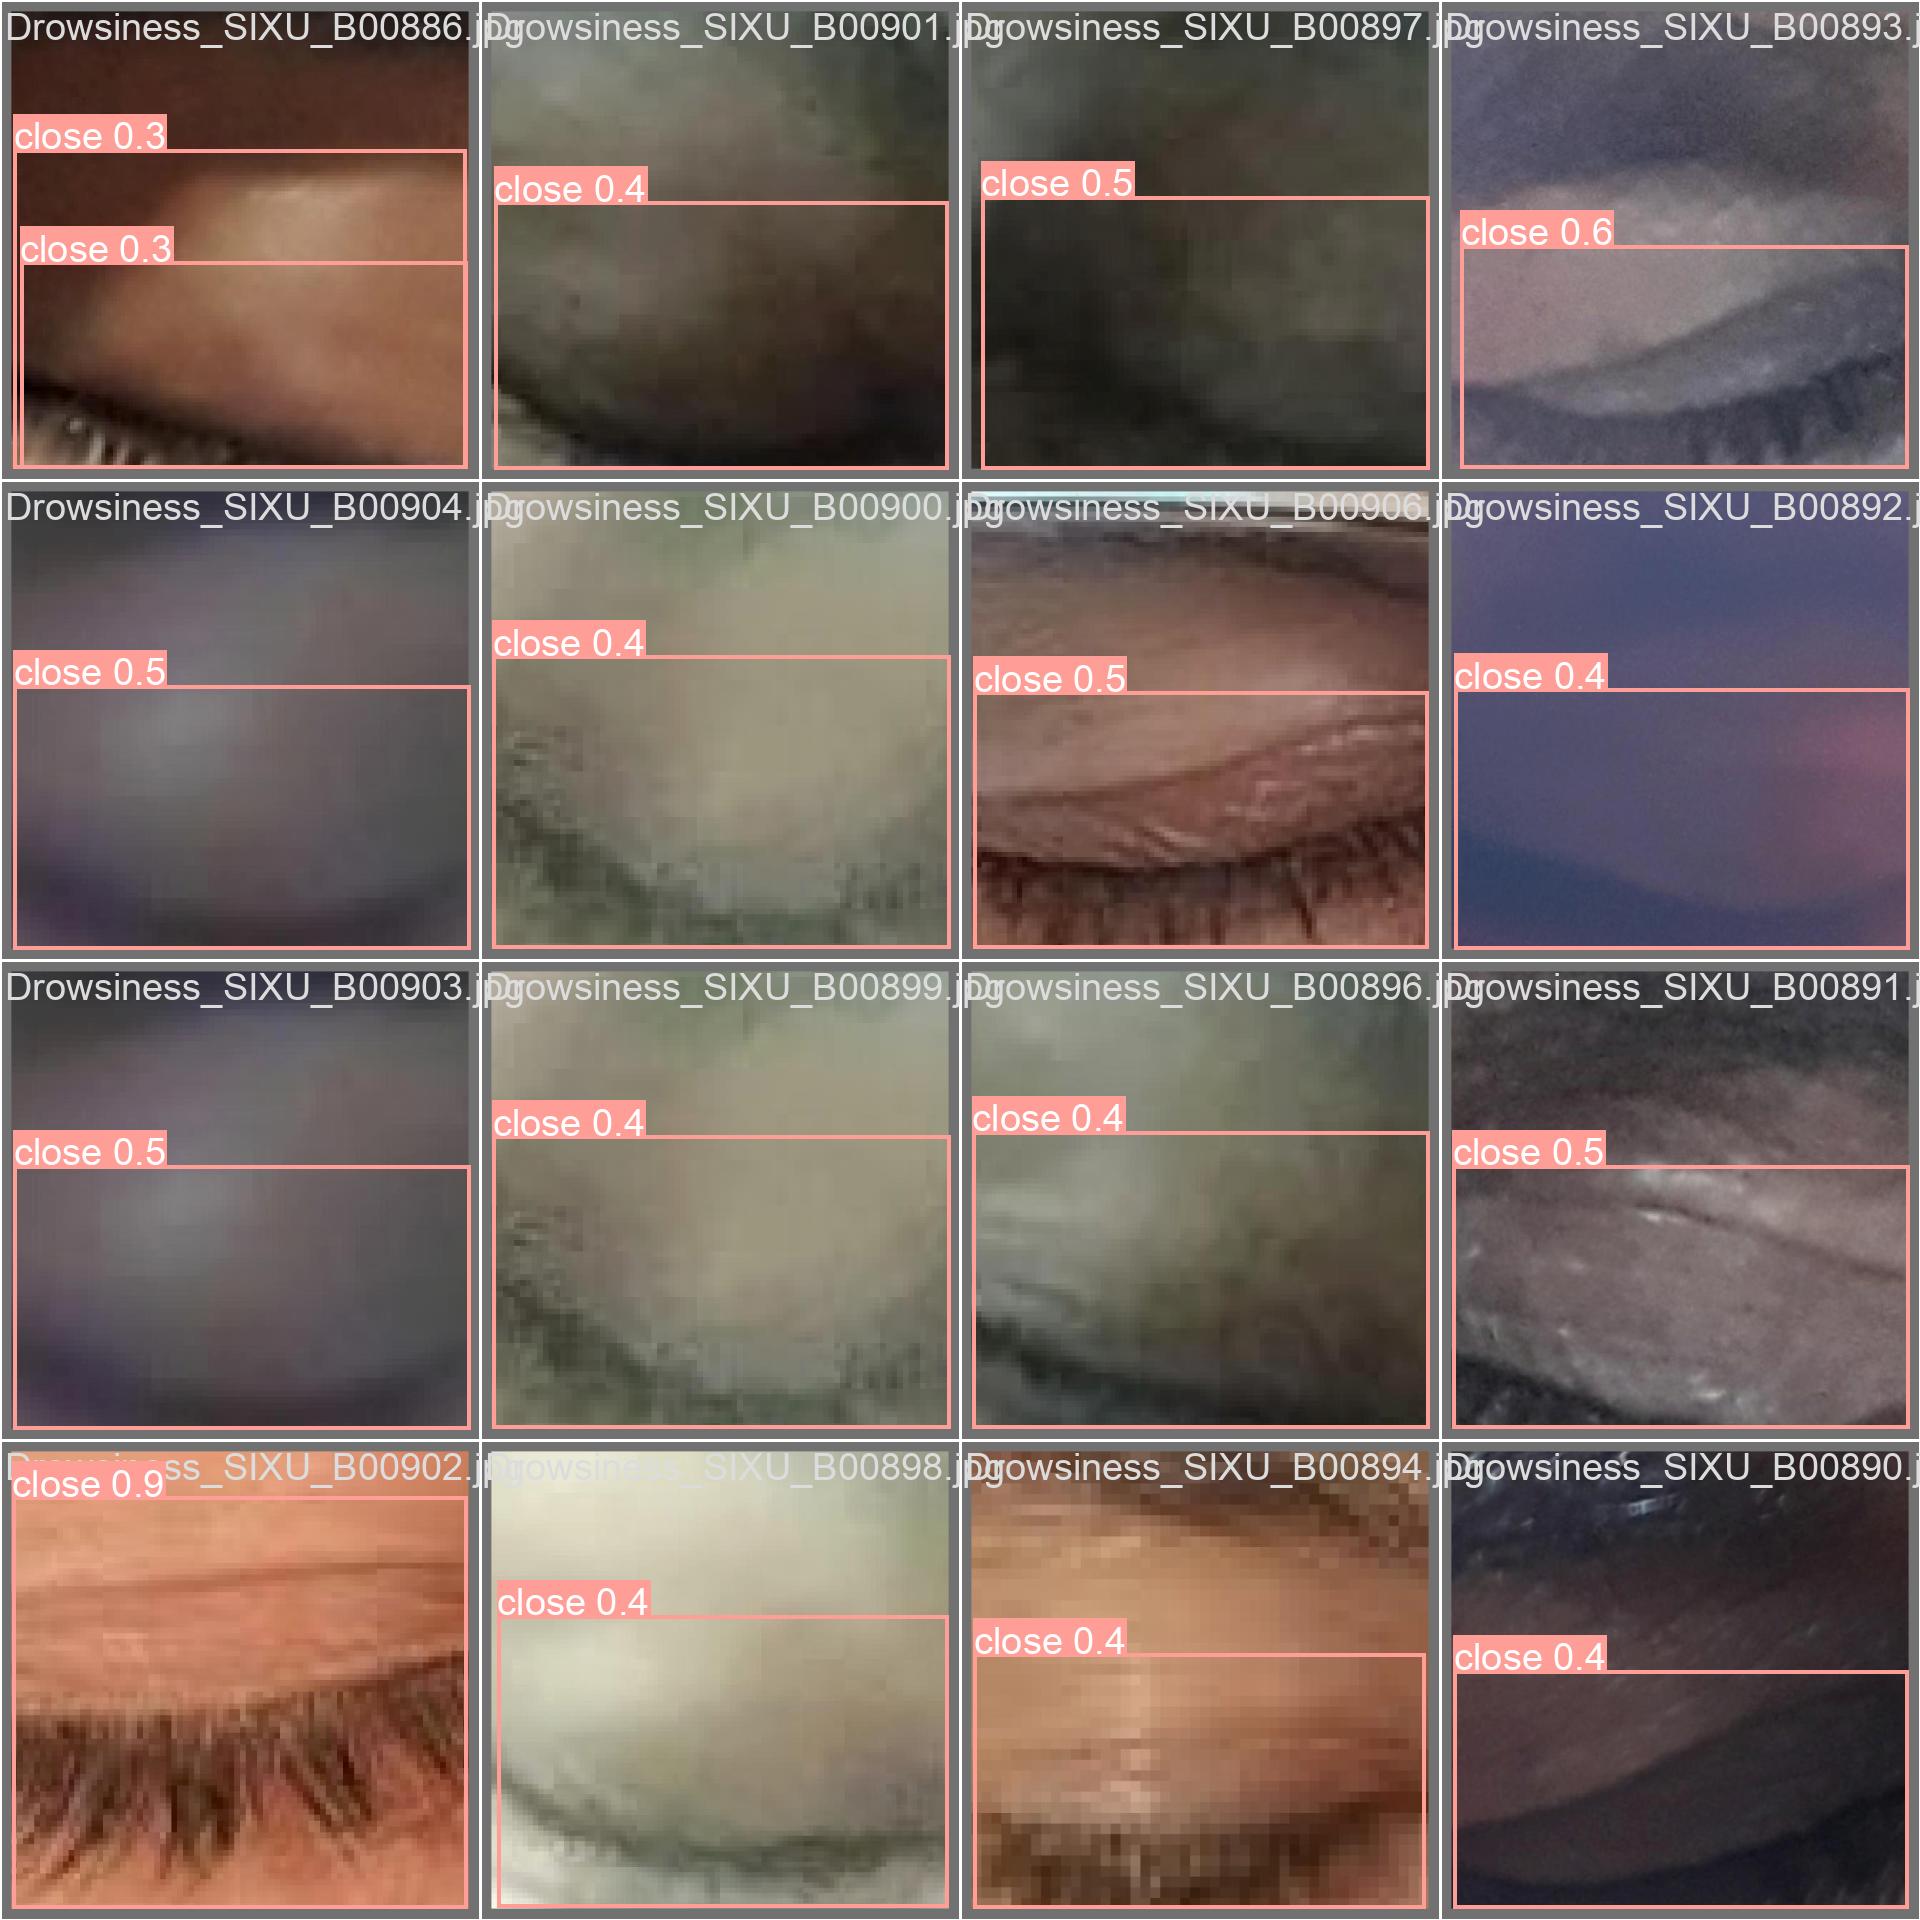 Drowsiness_SIXU_B00886.jpg
Drowsiness_SIXU_B00901.jpg
Drowsiness_SIXU_B00897.jpg
Drowsiness_SIXU_B00893.j
close 0.3
close 0.4
close 0.5
close 0.6
close 0.3
Drowsiness_SIXU_B00904.jpg
Drowsiness_SIXU_B00900.jpg
Drowsiness_SIXU_B00906.jpg
Drowsiness_SIXU_B00892.j
close 0.5
close 0.4
close 0.5
close 0.4
Drowsiness_SIXU_B00903.jpg
Drowsiness_SIXU_B00899.jpg
Drowsiness_SIXU_B00896.jpg
Drowsiness_SIXU_B00891.j
close 0.5
close 0.4
close 0.4
close 0.5
Drowsiness_SIXU_B00902.jpg
Drowsiness_SIXU_B00898.jpg
Drowsiness_SIXU_B00894.jpg
Drowsiness_SIXU_B00890.j
close 0.9
close 0.4
close 0.4
close 0.4